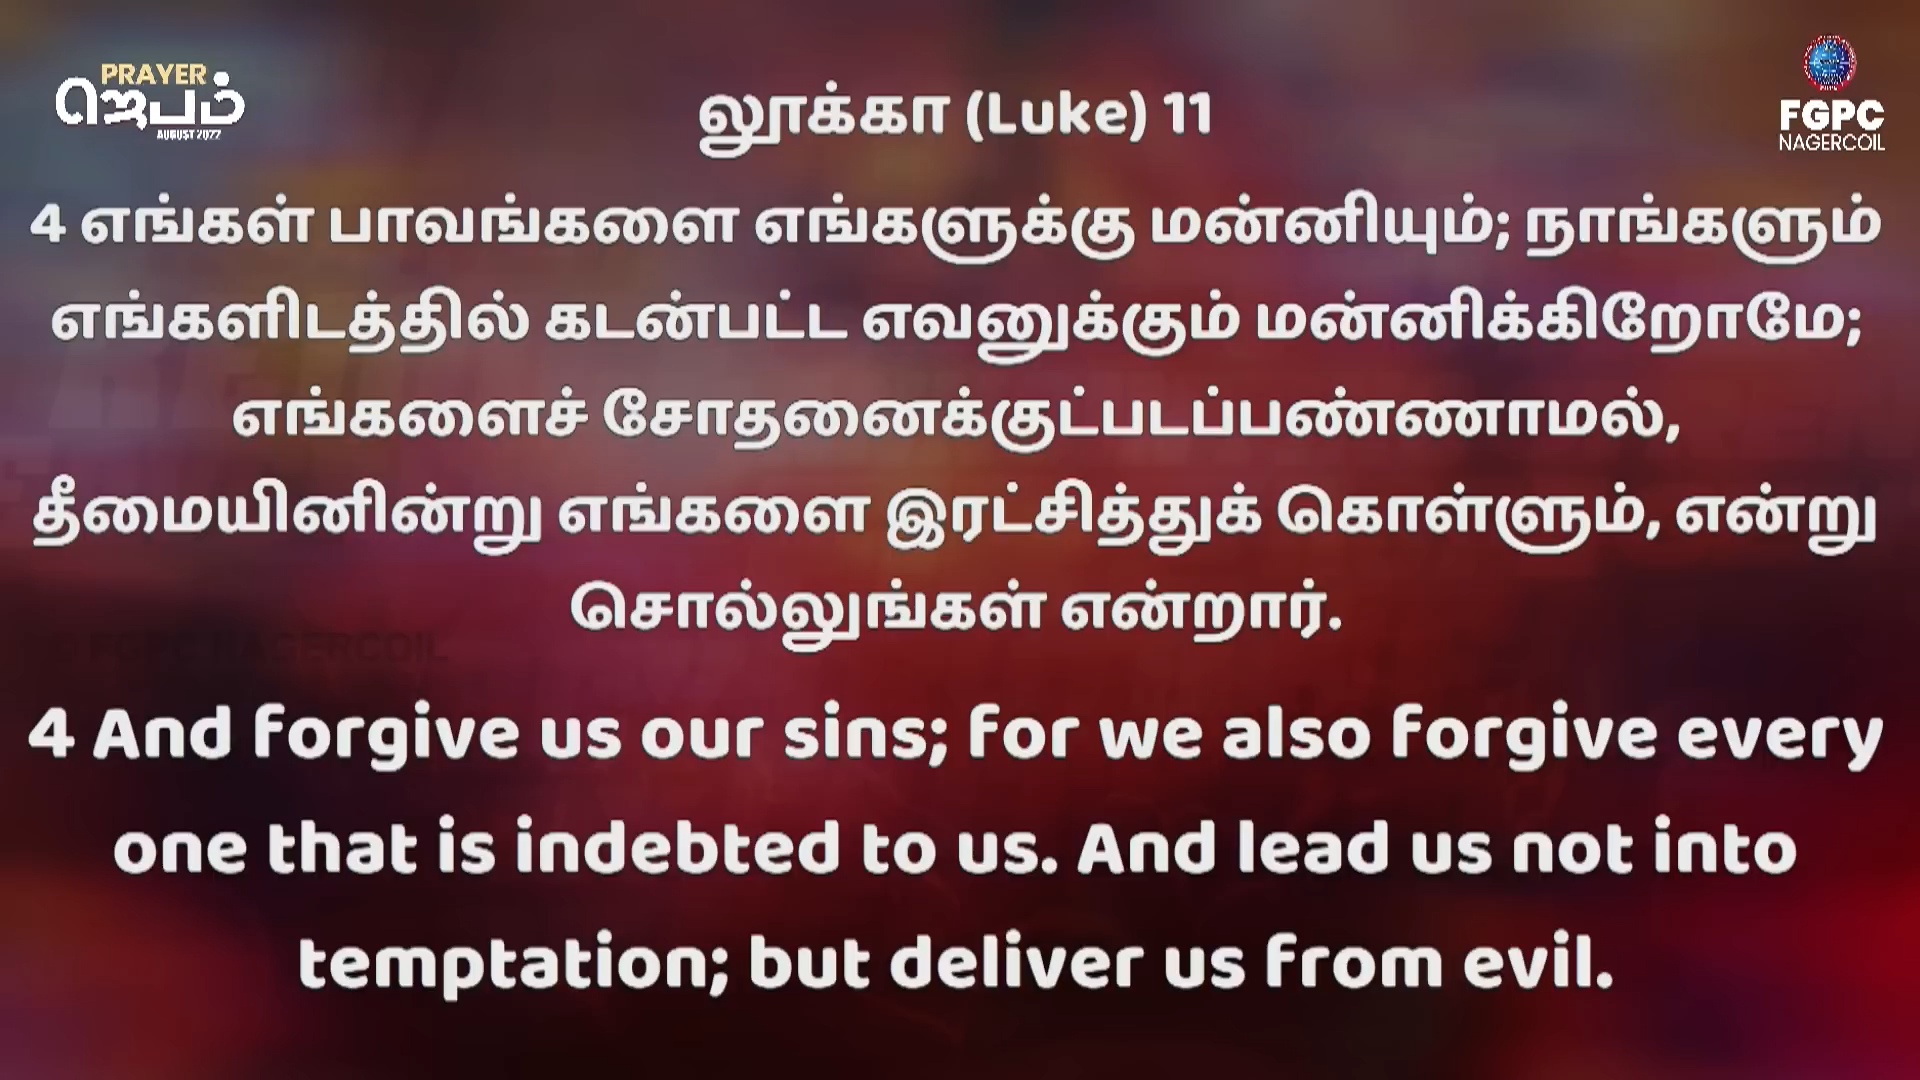 PRAYER
ஜெபம்
AUGUST 2022
FGPC
NAGERCOIL
லூக்கா (Luke) 11
4 எங்கள் பாவங்களை எங்களுக்கு மன்னியும்; நாங்களும்
எங்களிடத்தில் கடன்பட்ட எவனுக்கும் மன்னிக்கிறோமே;
எங்களைச் சோதனைக்குட்படப்பண்ணாமல்,
தீமையினின்று எங்களை இரட்சித்துக் கொள்ளும், என்று
சொல்லுங்கள் என்றார்.
© FGPC NAGERCOIL
4 And forgive us our sins; for we also forgive every
one that is indebted to us. And lead us not into
temptation; but deliver us from evil.